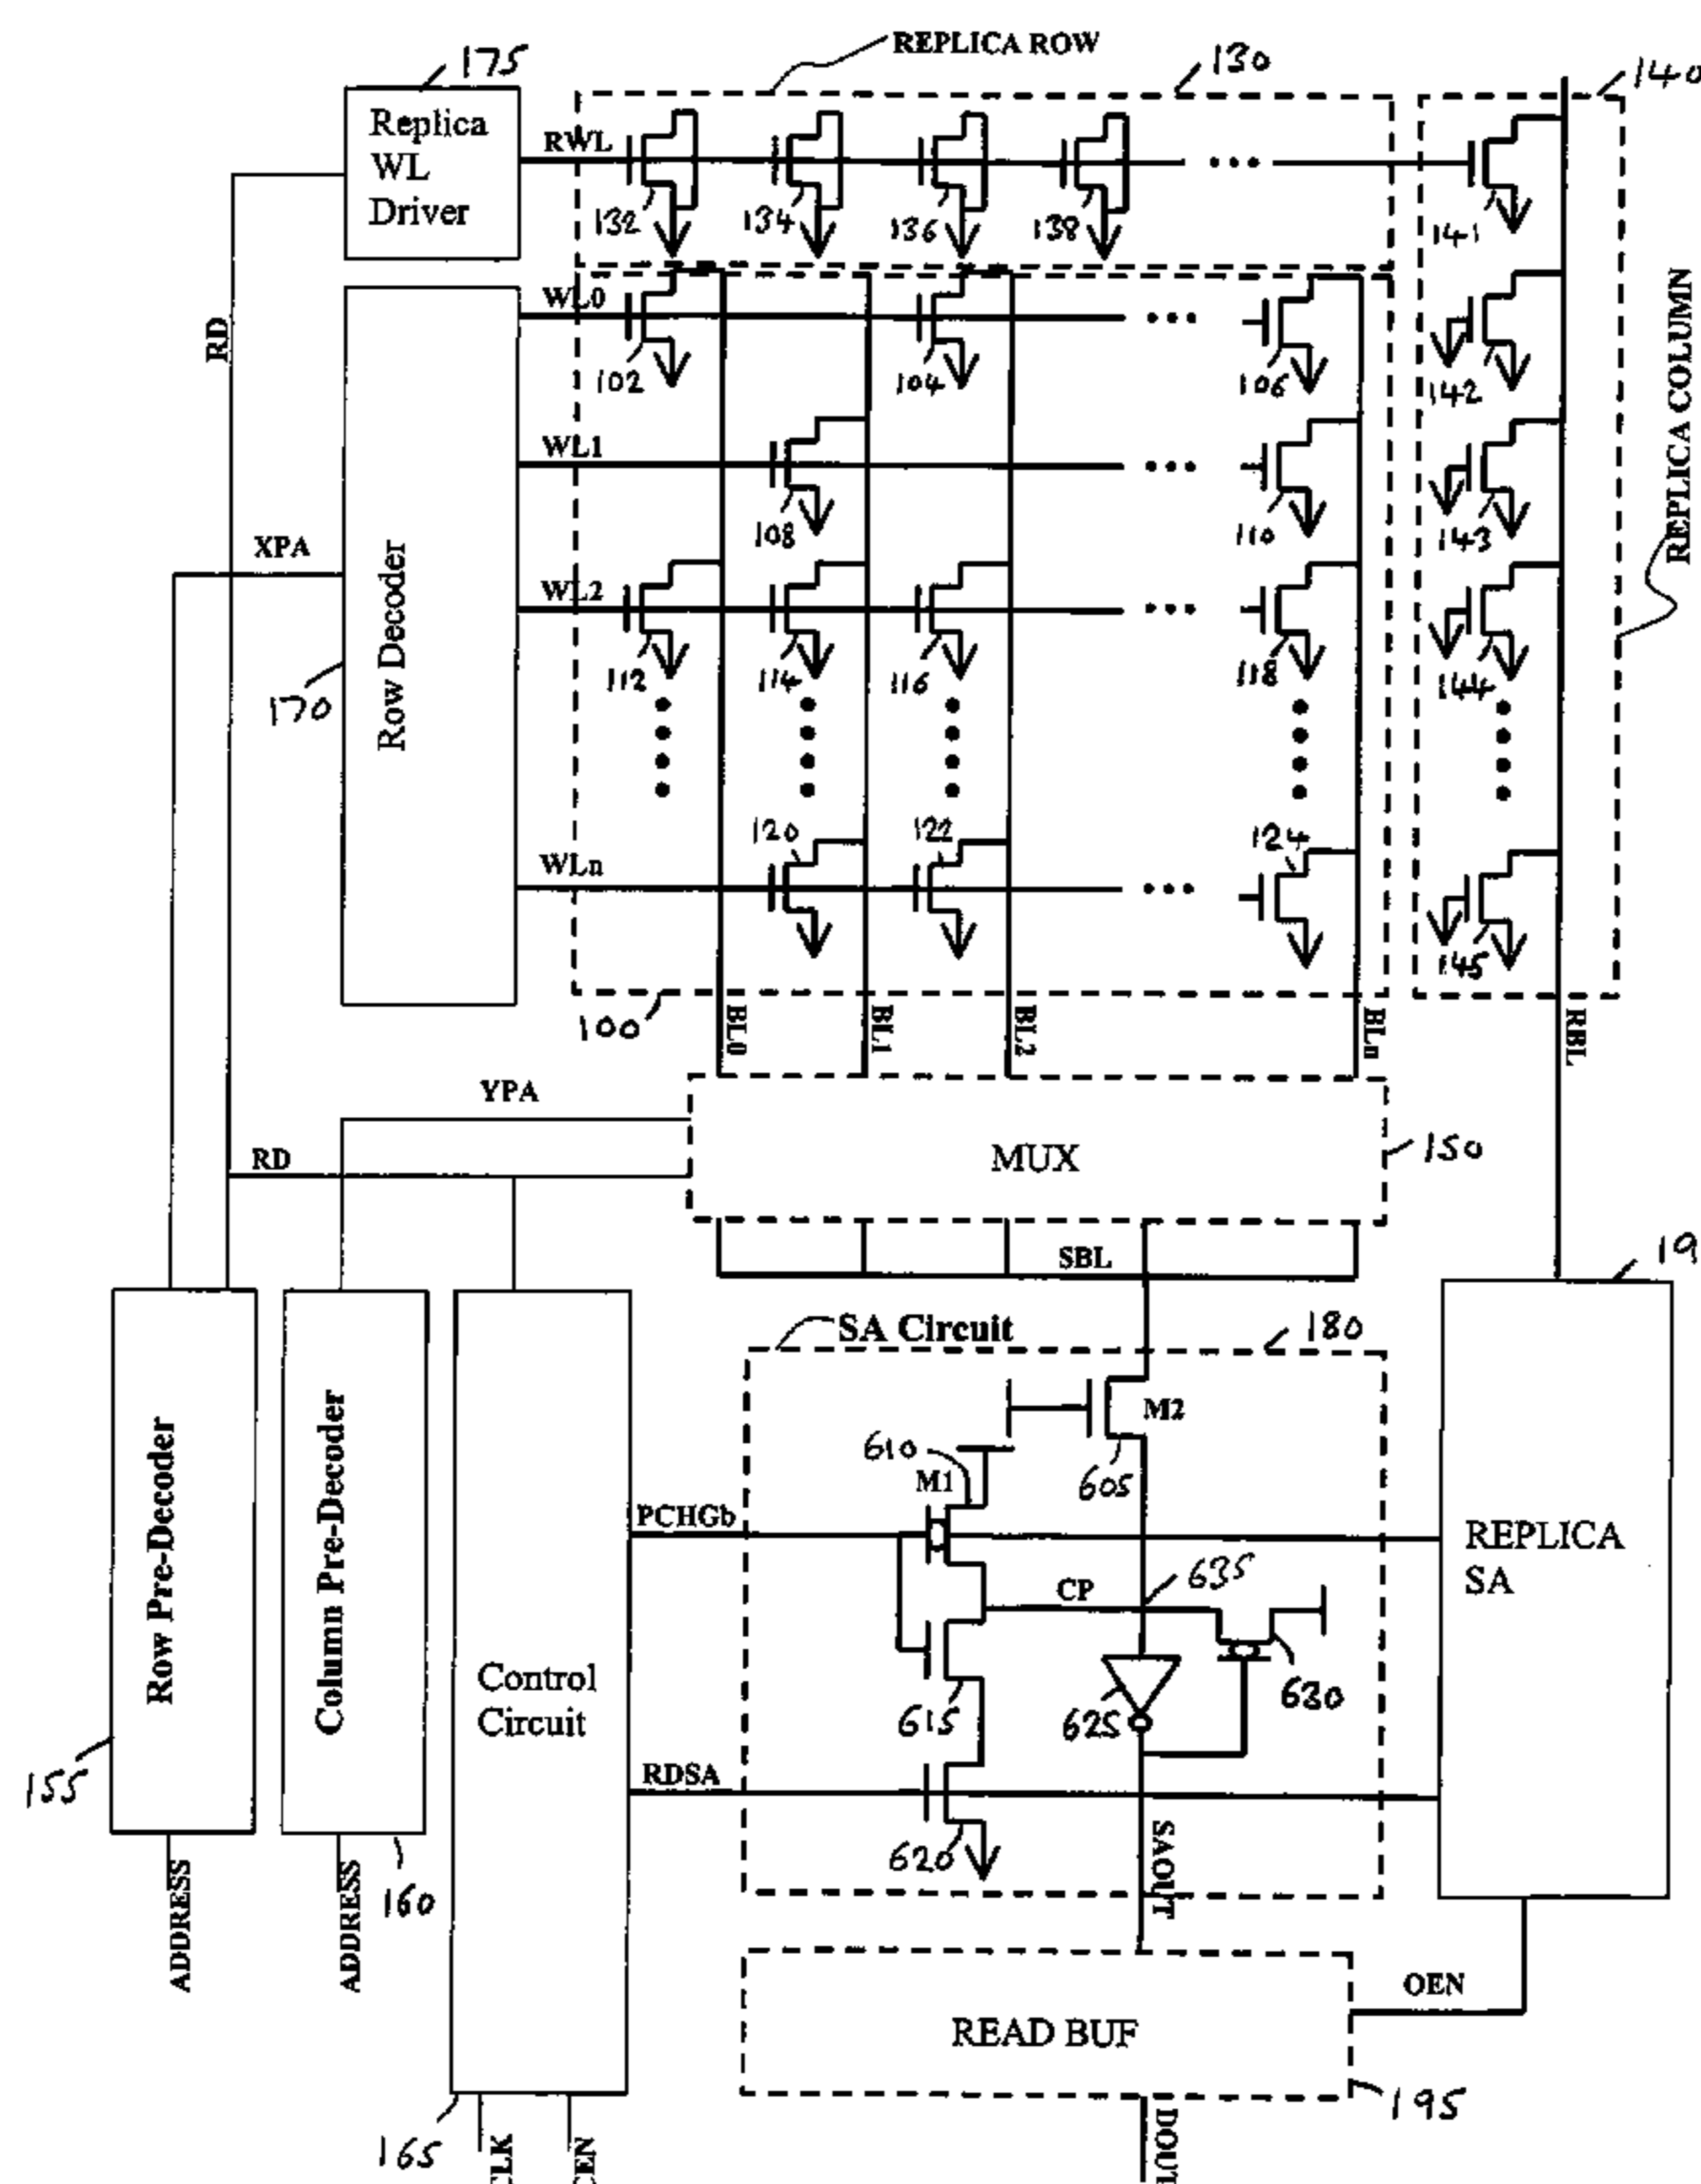 REPLICA ROW
175
130
140
Replica
WL
Driver
RWL
132
134
136
138
141
RD
WL0
102
104
106
142
REPLICA COLUMN
WL1
108
110
143
XPA
WL2
112
114
116
118
144
Row Decoder
170
120
122
124
WLn
145
100
BL0
BL1
BL2
BLn
RBL
YPA
MUX
150
RD
SBL
19
SA Circuit
180
M2
610
M1
605
PCHGb
REPLICA
SA
635
CP
Row Pre-Decoder
Column Pre-Decoder
Control
Circuit
615
625
630
RDSA
155
620
SAOUT
ADDRESS
ADDRESS
160
OEN
READ BUF
195
165
CLK
CEN
DOUT